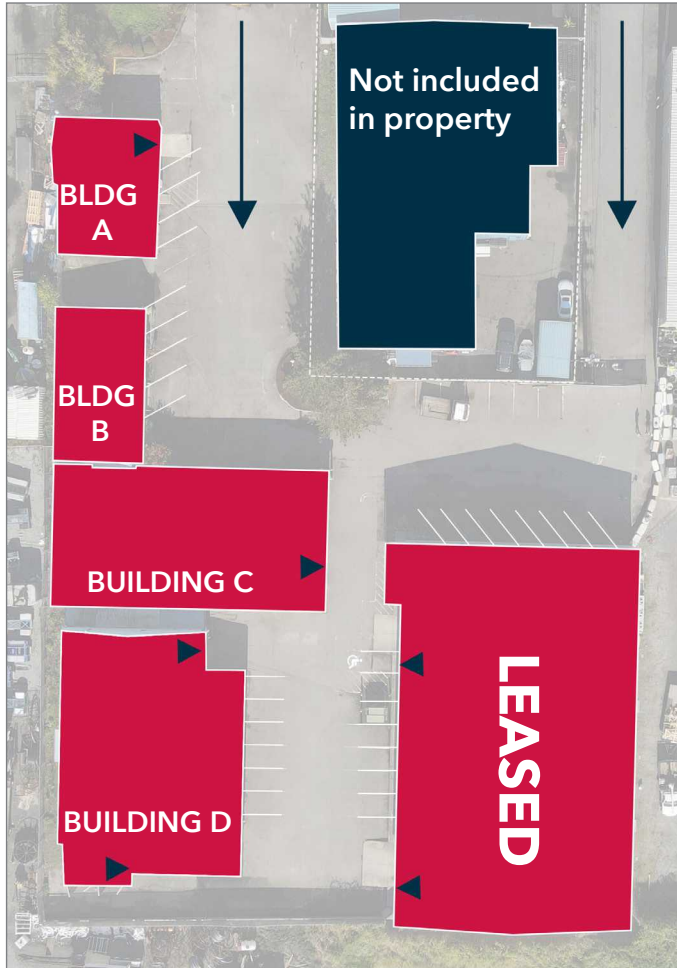 Not included
in property
BLDG
A
BLDG
B
BUILDING C
LEASED
BUILDING D